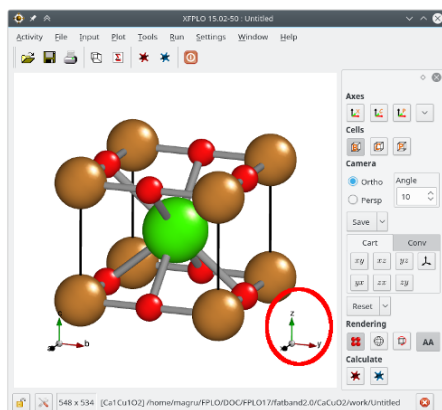 XFPLO 15.02-50 : Untitled
Activity File Input Plot Tools Run Settings Window Help
Axes
Cells
Camera
Ortho Angle
Persp 10
Save
Cart Conv
xy xz yz
yx zx zy
Reset
Rendering
AA
Calculate
b
z
y
548 x 534 [Ca1Cu1O2] /home/magru/FPLO/DOC/FPLO17/fatband2.0/CaCuO2/work/Untitled